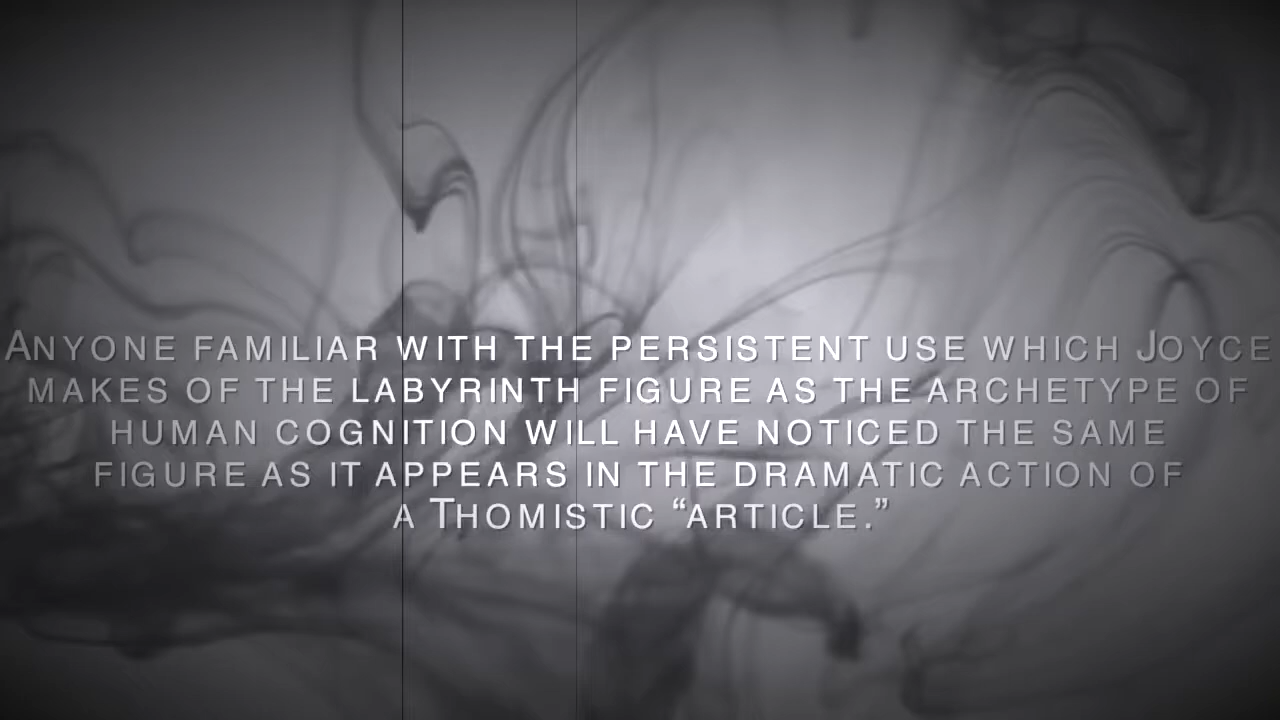 Anyone familiar with the persistent use which Joyce
makes of the labyrinth figure as the archetype of
human cognition will have noticed the same
figure as it appears in the dramatic action of
a Thomistic “article.”